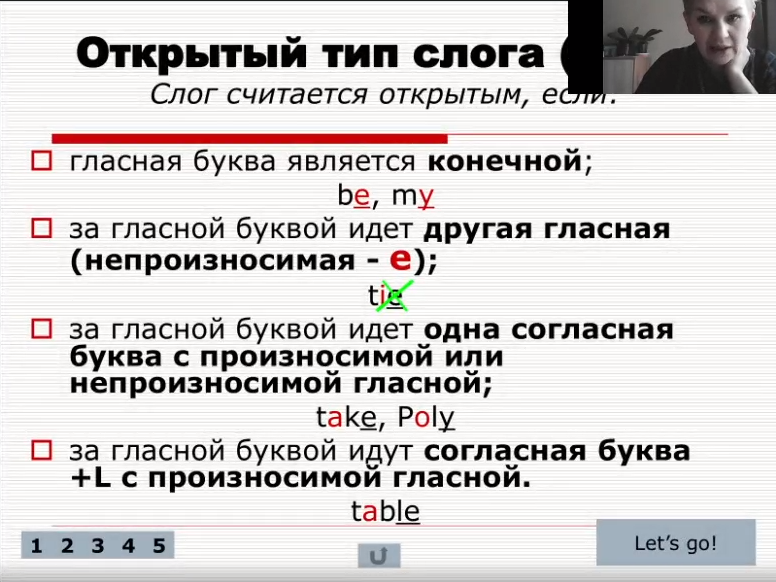 Открытый тип слога (
Слог считается открытым, если:
гласная буква является конечной;
be, my
за гласной буквой идет другая гласная
(непроизносимая - е);
tie
за гласной буквой идет одна согласная
буква с произносимой или
непроизносимой гласной;
take, Poly
за гласной буквой идут согласная буква
+L с произносимой гласной.
table
1 2 3 4 5
Let's go!